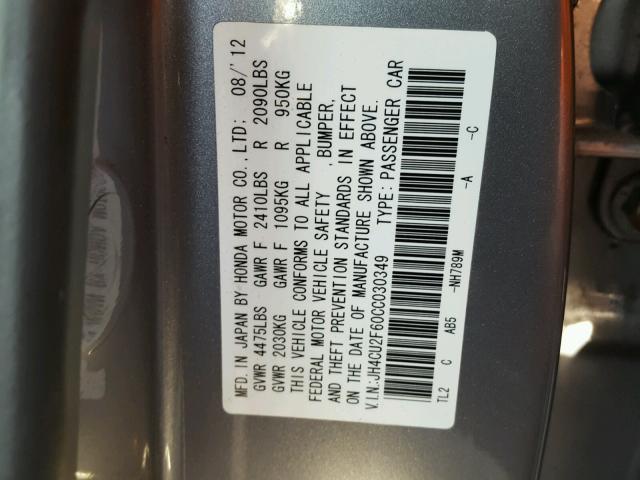 MFD. IN JAPAN BY HONDA MOTOR CO., LTD: 08/'12
GVWR 4475LBS GAWR F 2410LBS R 2090LBS
GVWR 2030KG GAWR F 1095KG R 950KG
THIS VEHICLE CONFORMS TO ALL APPLICABLE
FEDERAL MOTOR VEHICLE SAFETY ,BUMPER,
AND THEFT PREVENTION STANDARDS IN EFFECT
ON THE DATE OF MANUFACTURE SHOWN ABOVE.
V.I.N:JH4CU2F60CC030349 TYPE: PASSENGER CAR
TL2 C AB5 -NH789M -A -C